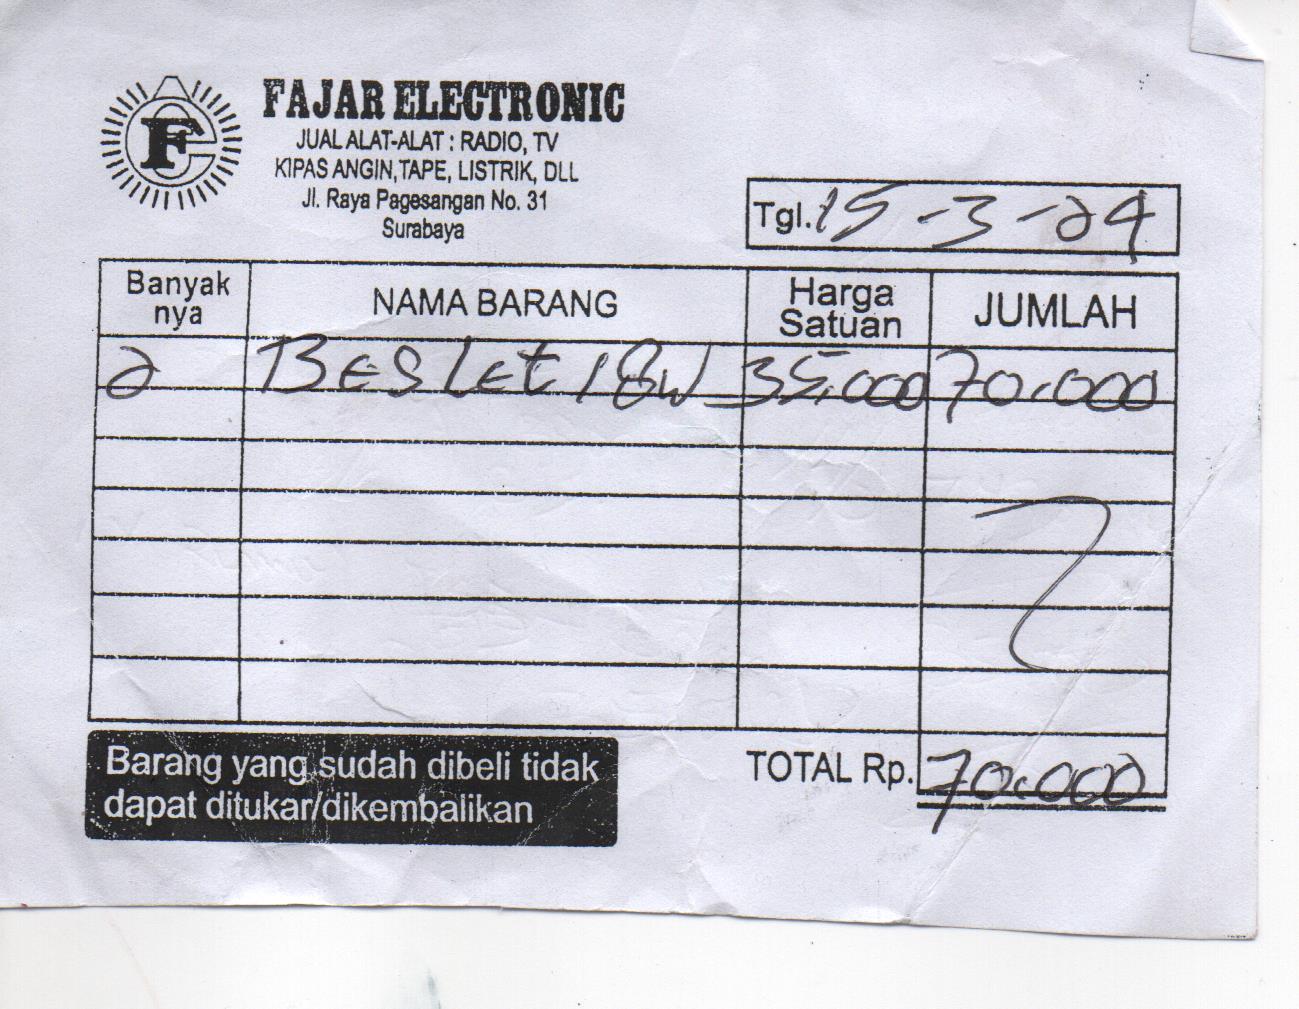 FAJAR ELECTRONIC
JUAL ALAT-ALAT : RADIO, TV
KIPAS ANGIN, TAPE, LISTRIK, DLL
Jl. Raya Pagesangan No. 31
Surabaya
Tgl. 15-3-24
Banyak nya NAMA BARANG Harga Satuan JUMLAH
2 Beslet 18W 35.000 70.000
TOTAL Rp. 70.000
Barang yang sudah dibeli tidak
dapat ditukar/dikembalikan